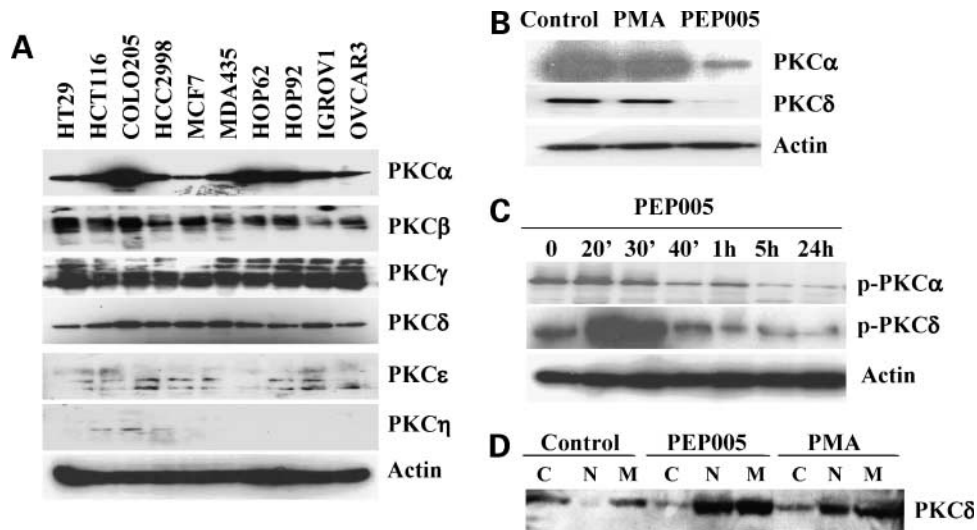 A
HT29 HCT116 COLO205 HCC2998 MCF7 MDA435 HOP62 HOP92 IGROV1 OVCAR3
PKCα
PKCβ
PKCγ
PKCδ
PKCε
PKCη
Actin
B
Control PMA PEP005
PKCα
PKCδ
Actin
C
PEP005
0 20’ 30’ 40’ 1h 5h 24h
p-PKCα
p-PKCδ
Actin
D
Control PEP005 PMA
C N M C N M C N M
PKCδ